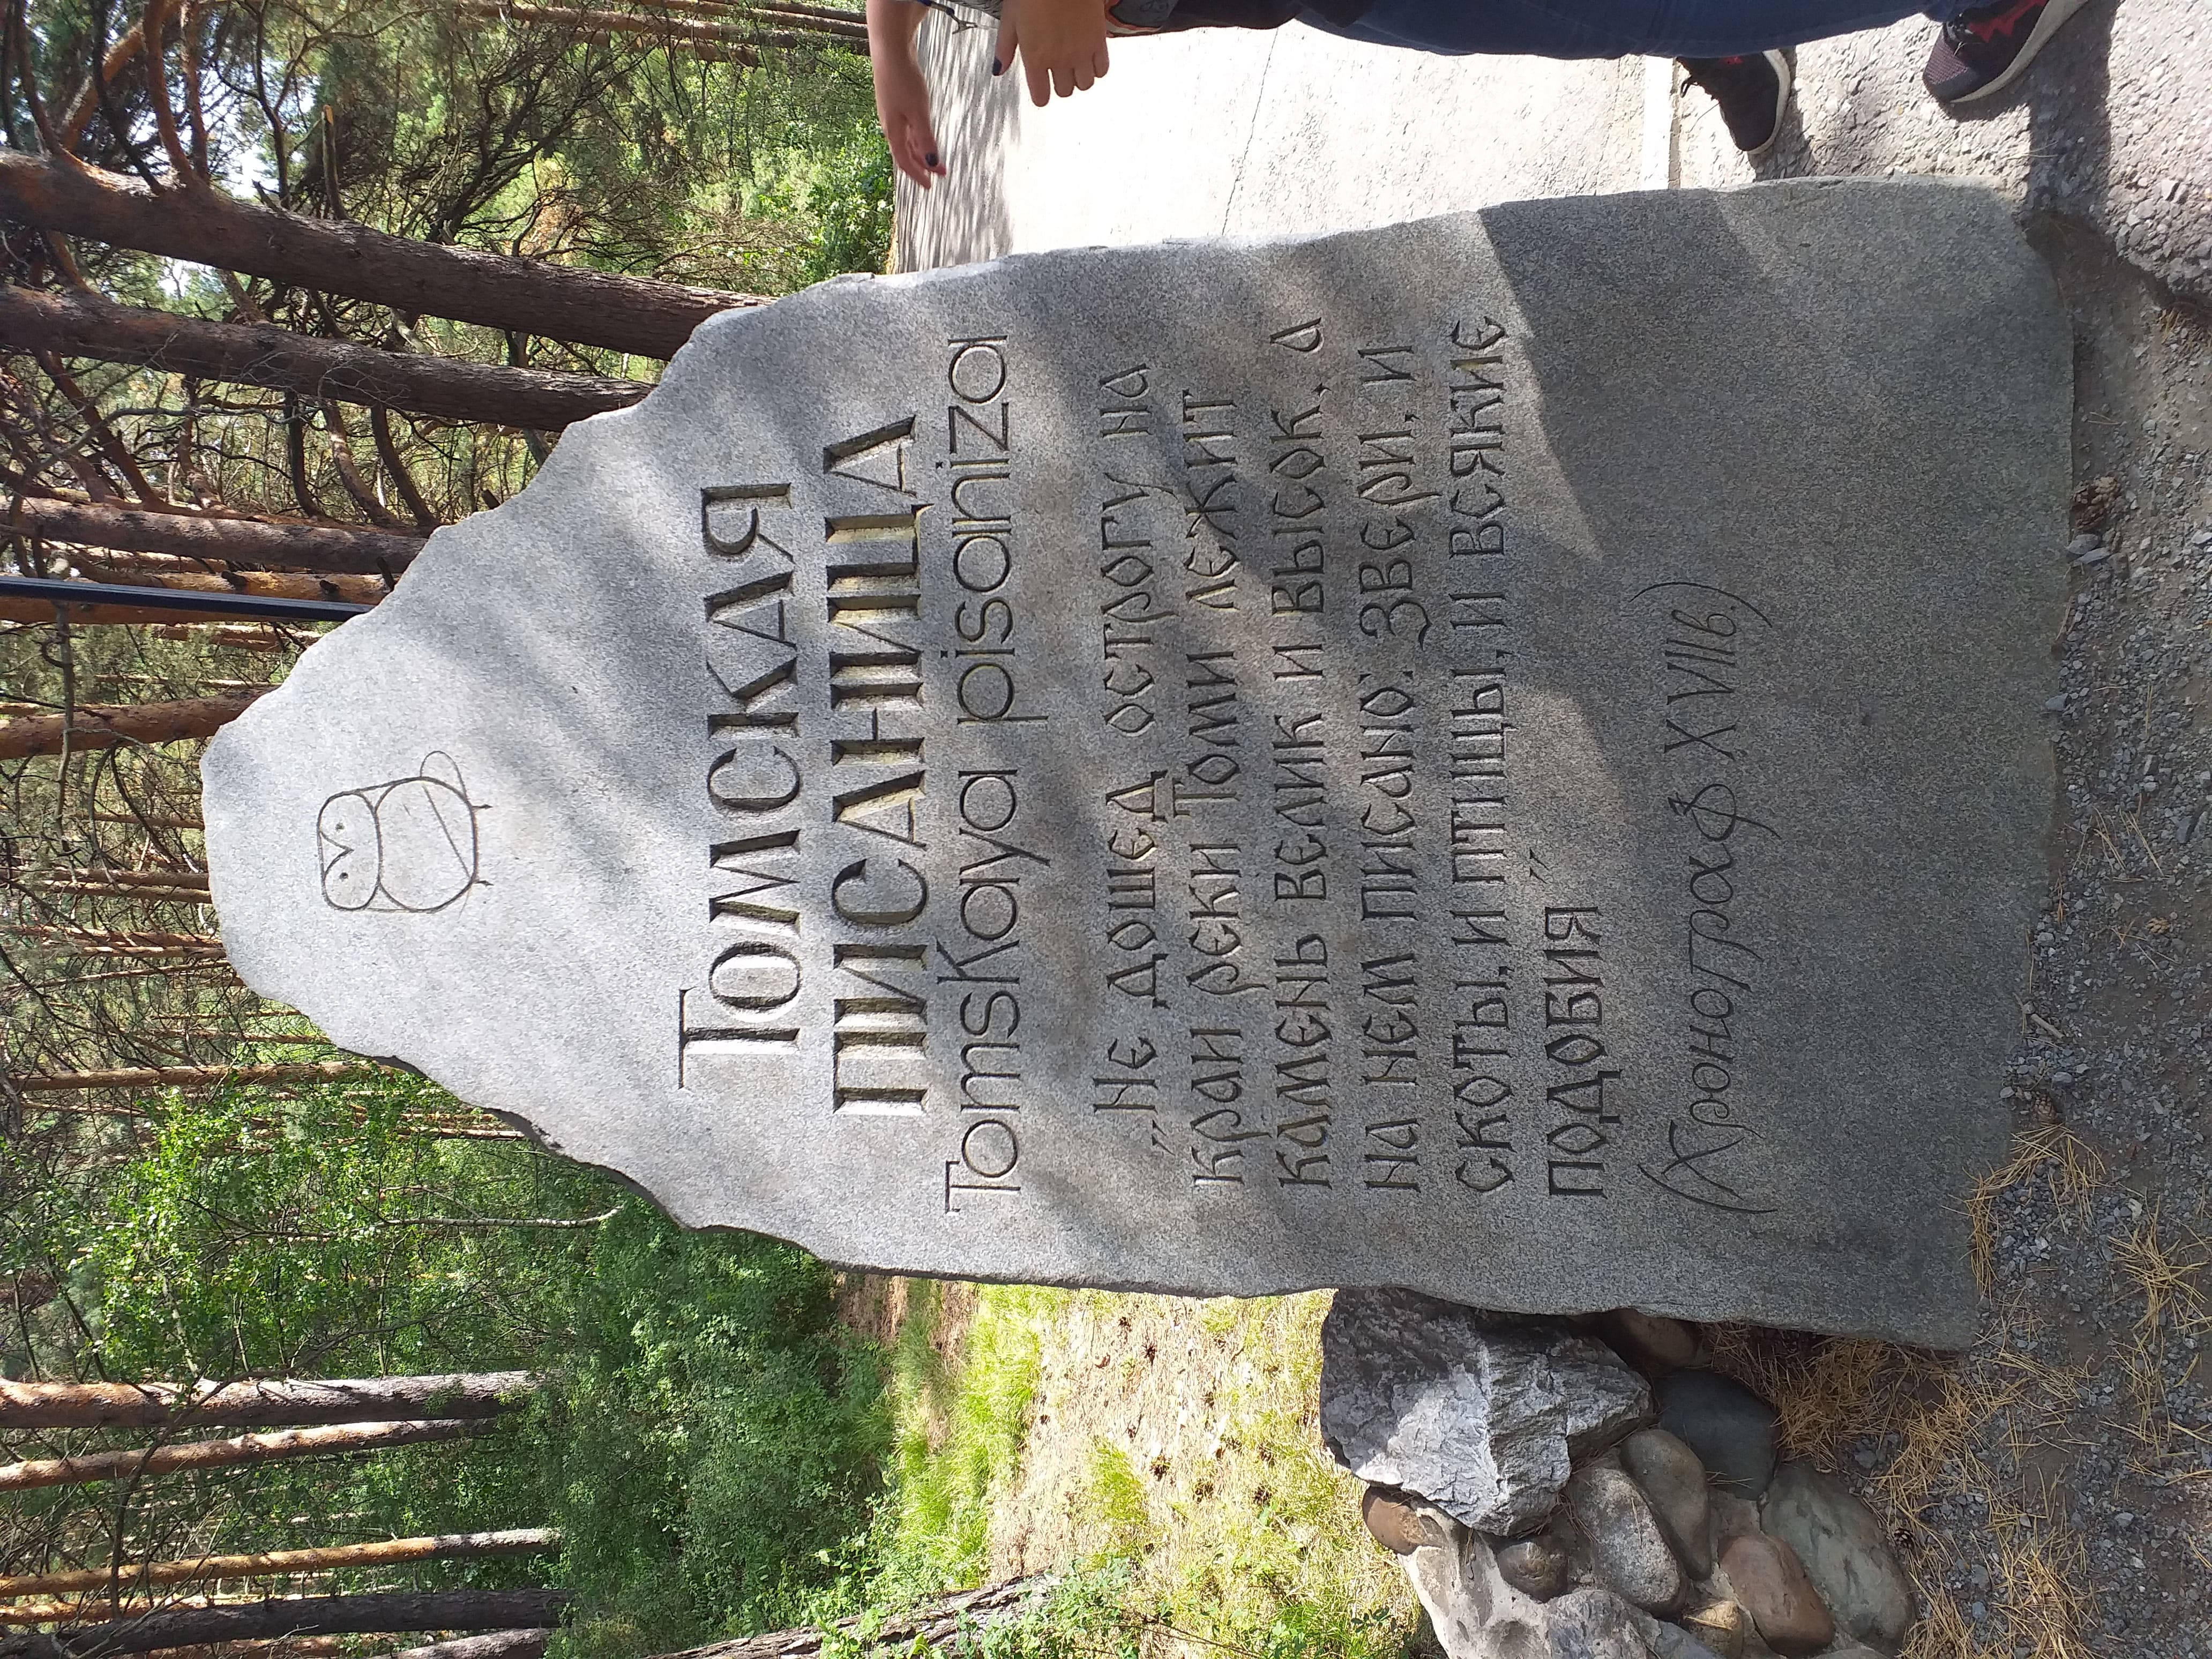 Томская
писаница
Tomskaya pisaniza
„Не дошед острогу на
краи реки Томи лежит
камень велик и высок, а
на нем писано: звери, и
скоты, и птицы, и всякие
подобия"
(Хронограф XVII в.)